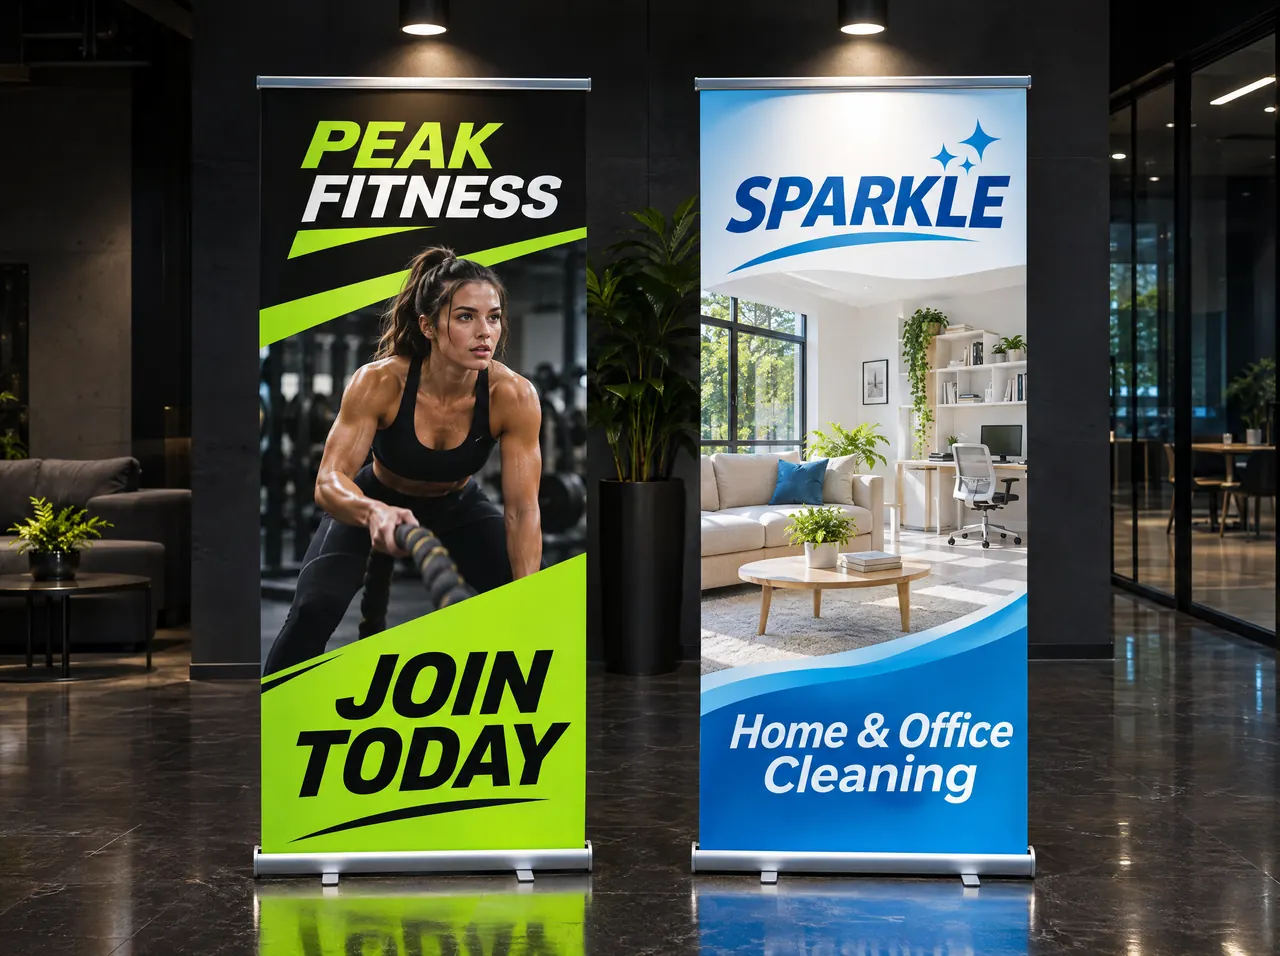 PEAK
FITNESS
JOIN
TODAY
SPARKLE
Home & Office
Cleaning